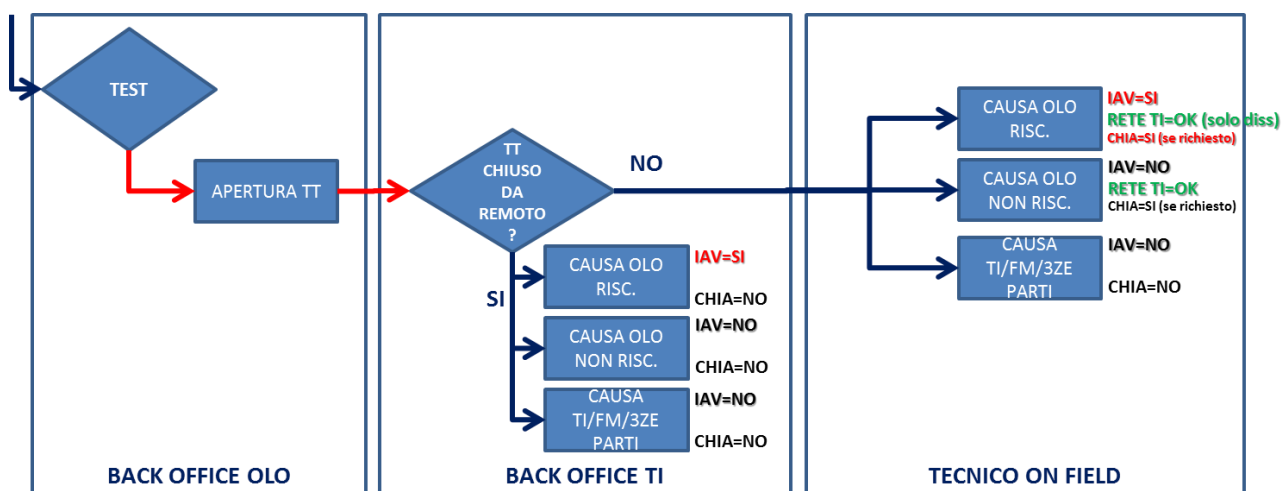 TEST
APERTURA TT
BACK OFFICE OLO
TT
CHIUSO
DA
REMOTO
?
NO
SI
CAUSA OLO
RISC.
IAV=SI
CHIA=NO
CAUSA OLO
NON RISC.
IAV=NO
CHIA=NO
CAUSA
TI/FM/3ZE
PARTI
IAV=NO
CHIA=NO
BACK OFFICE TI
CAUSA OLO
RISC.
IAV=SI
RETE TI=OK (solo diss)
CHIA=SI (se richiesto)
CAUSA OLO
NON RISC.
IAV=NO
RETE TI=OK
CHIA=SI (se richiesto)
CAUSA
TI/FM/3ZE
PARTI
IAV=NO
CHIA=NO
TECNICO ON FIELD